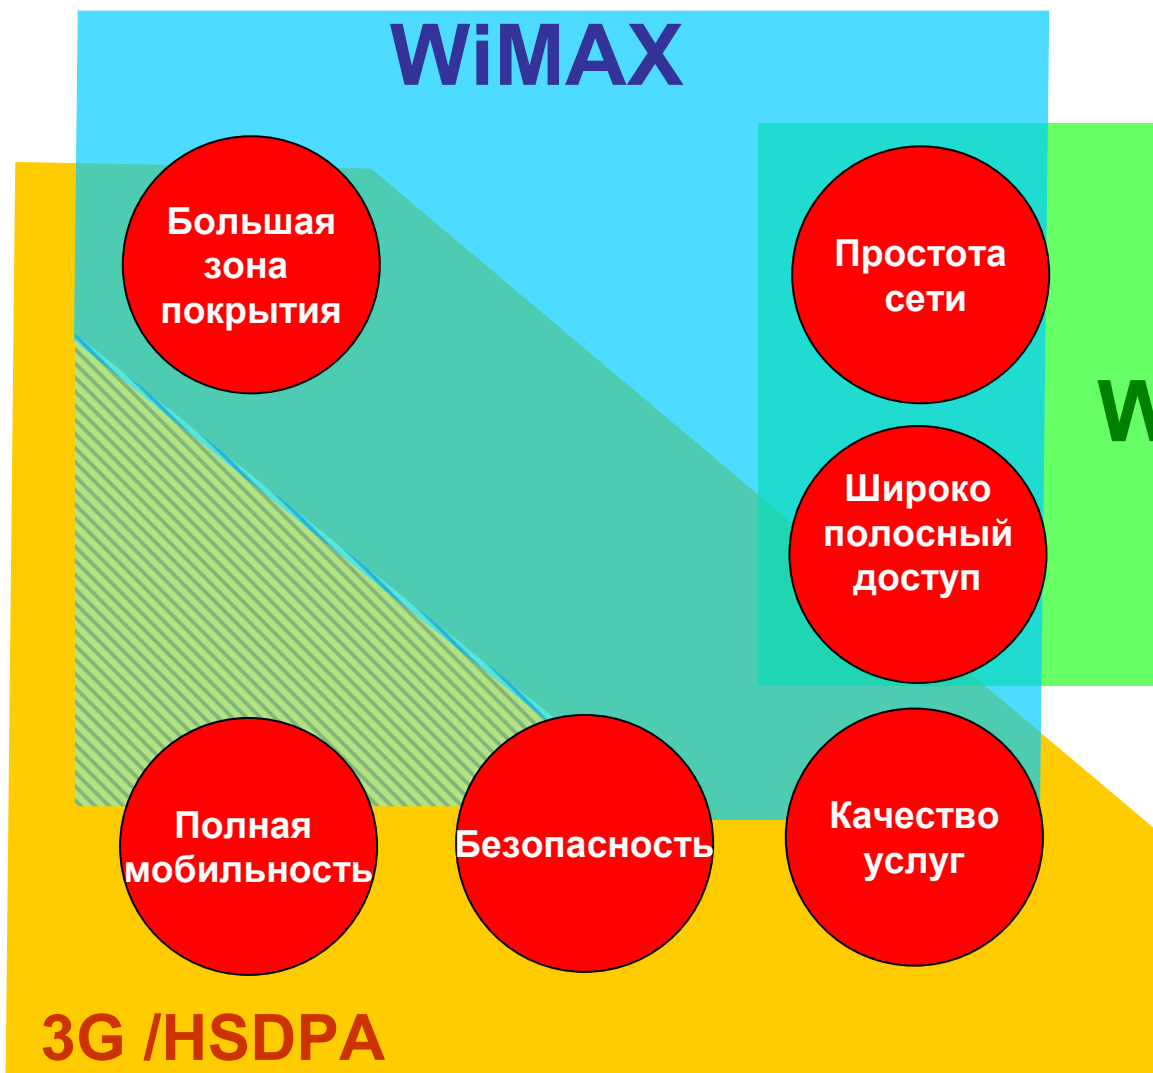 WiMAX
Большая
зона
покрытия
Простота
сети
W
Широко
полосный
доступ
Полная
мобильность
Безопасность
Качество
услуг
3G /HSDPA